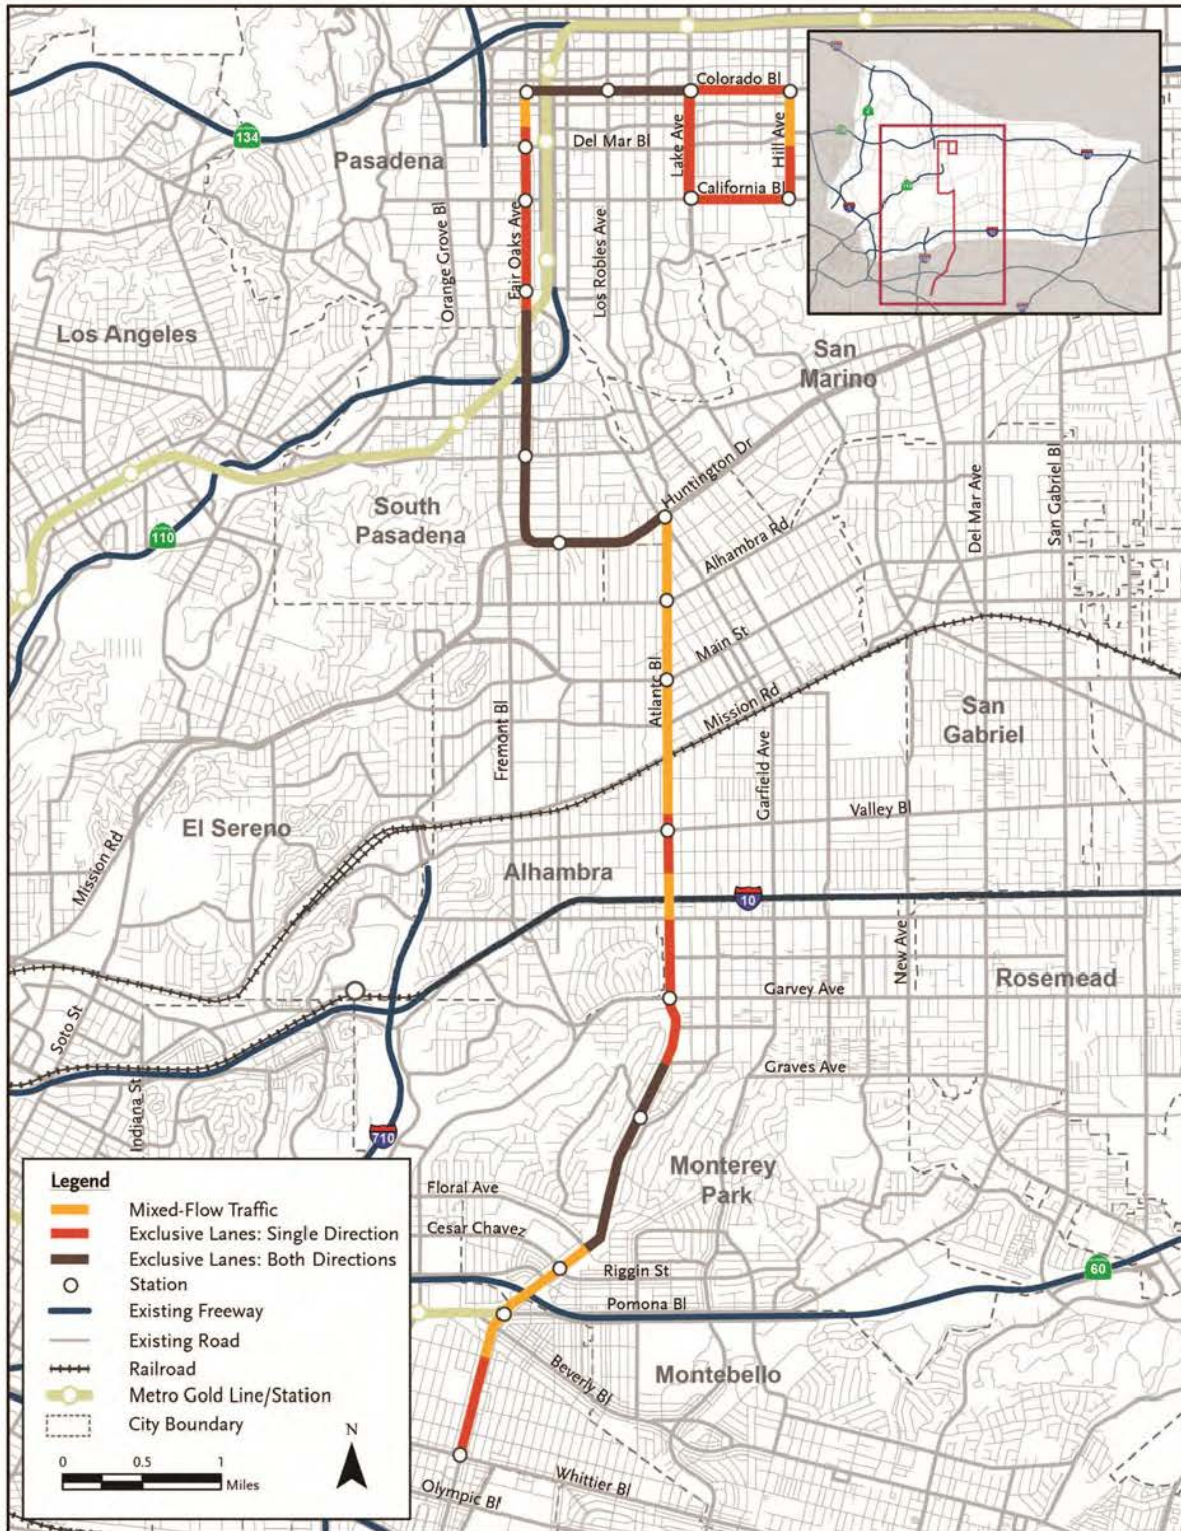 Colorado Bl
134
Del Mar Bl
Lake Ave
Hill Ave
Pasadena
California Bl
Orange Grove Bl
Fair Oaks Ave
Los Robles Ave
Los Angeles
San
Marino
Huntington Dr
South
Pasadena
Alhambra Rd
Del Mar Ave
San Gabriel Bl
110
Main St
Atlantc Bl
Mission Rd
San
Gabriel
Fremont Bl
Garfield Ave
Valley Bl
El Sereno
Mission Rd
Alhambra
10
New Ave
Rosemead
Garvey Ave
Soto St
Graves Ave
Indiana St
710
Monterey
Park
Floral Ave
Cesar Chavez
Riggin St
60
Pomona Bl
Beverly Bl
Montebello
Whittier Bl
Olympic Bl
Legend
Mixed-Flow Traffic
Exclusive Lanes: Single Direction
Exclusive Lanes: Both Directions
Station
Existing Freeway
Existing Road
Railroad
Metro Gold Line/Station
City Boundary
N
0 0.5 1
Miles